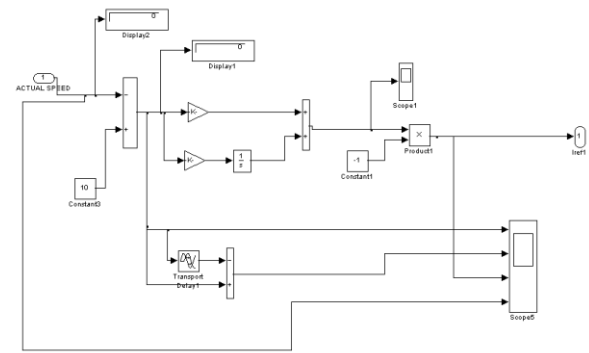 0
Display2
0
Display1
1
ACTUAL SPEED
−
+
K-
+
+
Scope1
×
Product1
1
Iref1
K-
1
s
-1
Constant1
10
Constant3
Transport
Delay1
−
+
Scope5